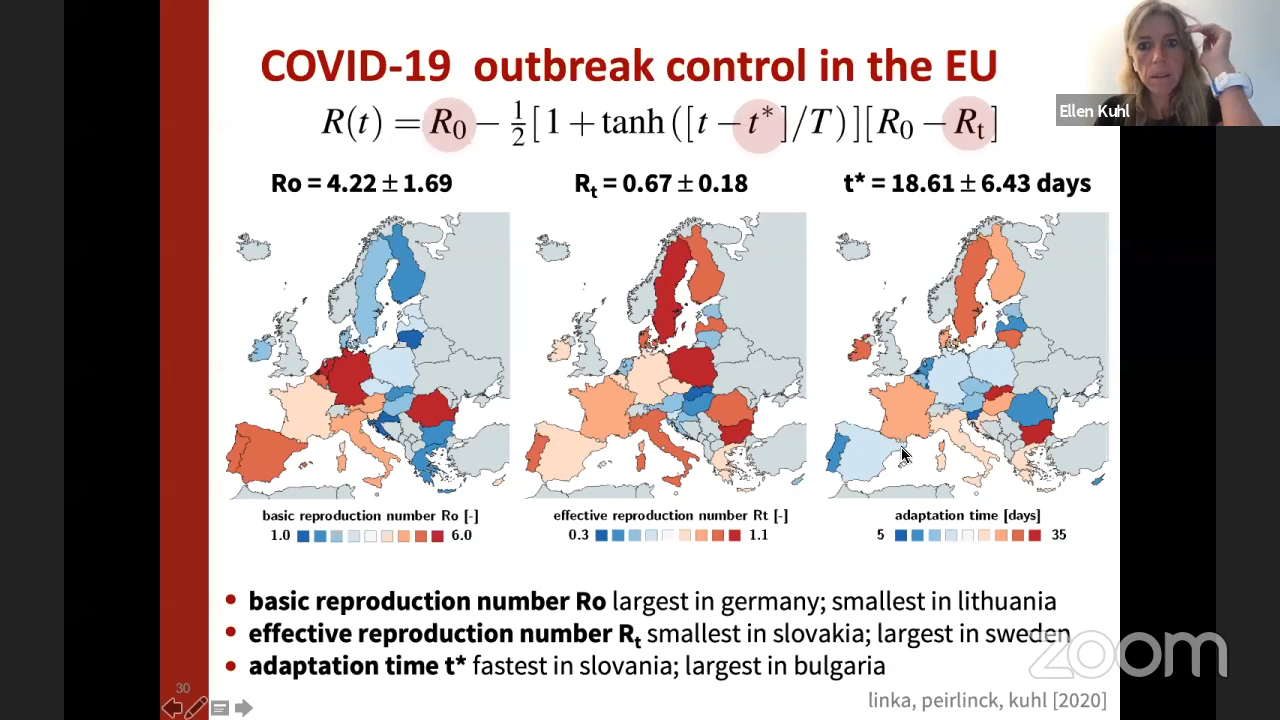 COVID-19 outbreak control in the EU
R(t) = R₀ − ½[1 + tanh([t − t*]/T)][R₀ − Rₜ]
Ellen Kuhl
Ro = 4.22 ± 1.69
Rₜ = 0.67 ± 0.18
t* = 18.61 ± 6.43 days
basic reproduction number Ro [-]
1.0 6.0
effective reproduction number Rt [-]
0.3 1.1
adaptation time [days]
5 35
• basic reproduction number Ro largest in germany; smallest in lithuania
• effective reproduction number Rₜ smallest in slovakia; largest in sweden
• adaptation time t* fastest in slovania; largest in bulgaria
zoom
30
linka, peirlinck, kuhl [2020]